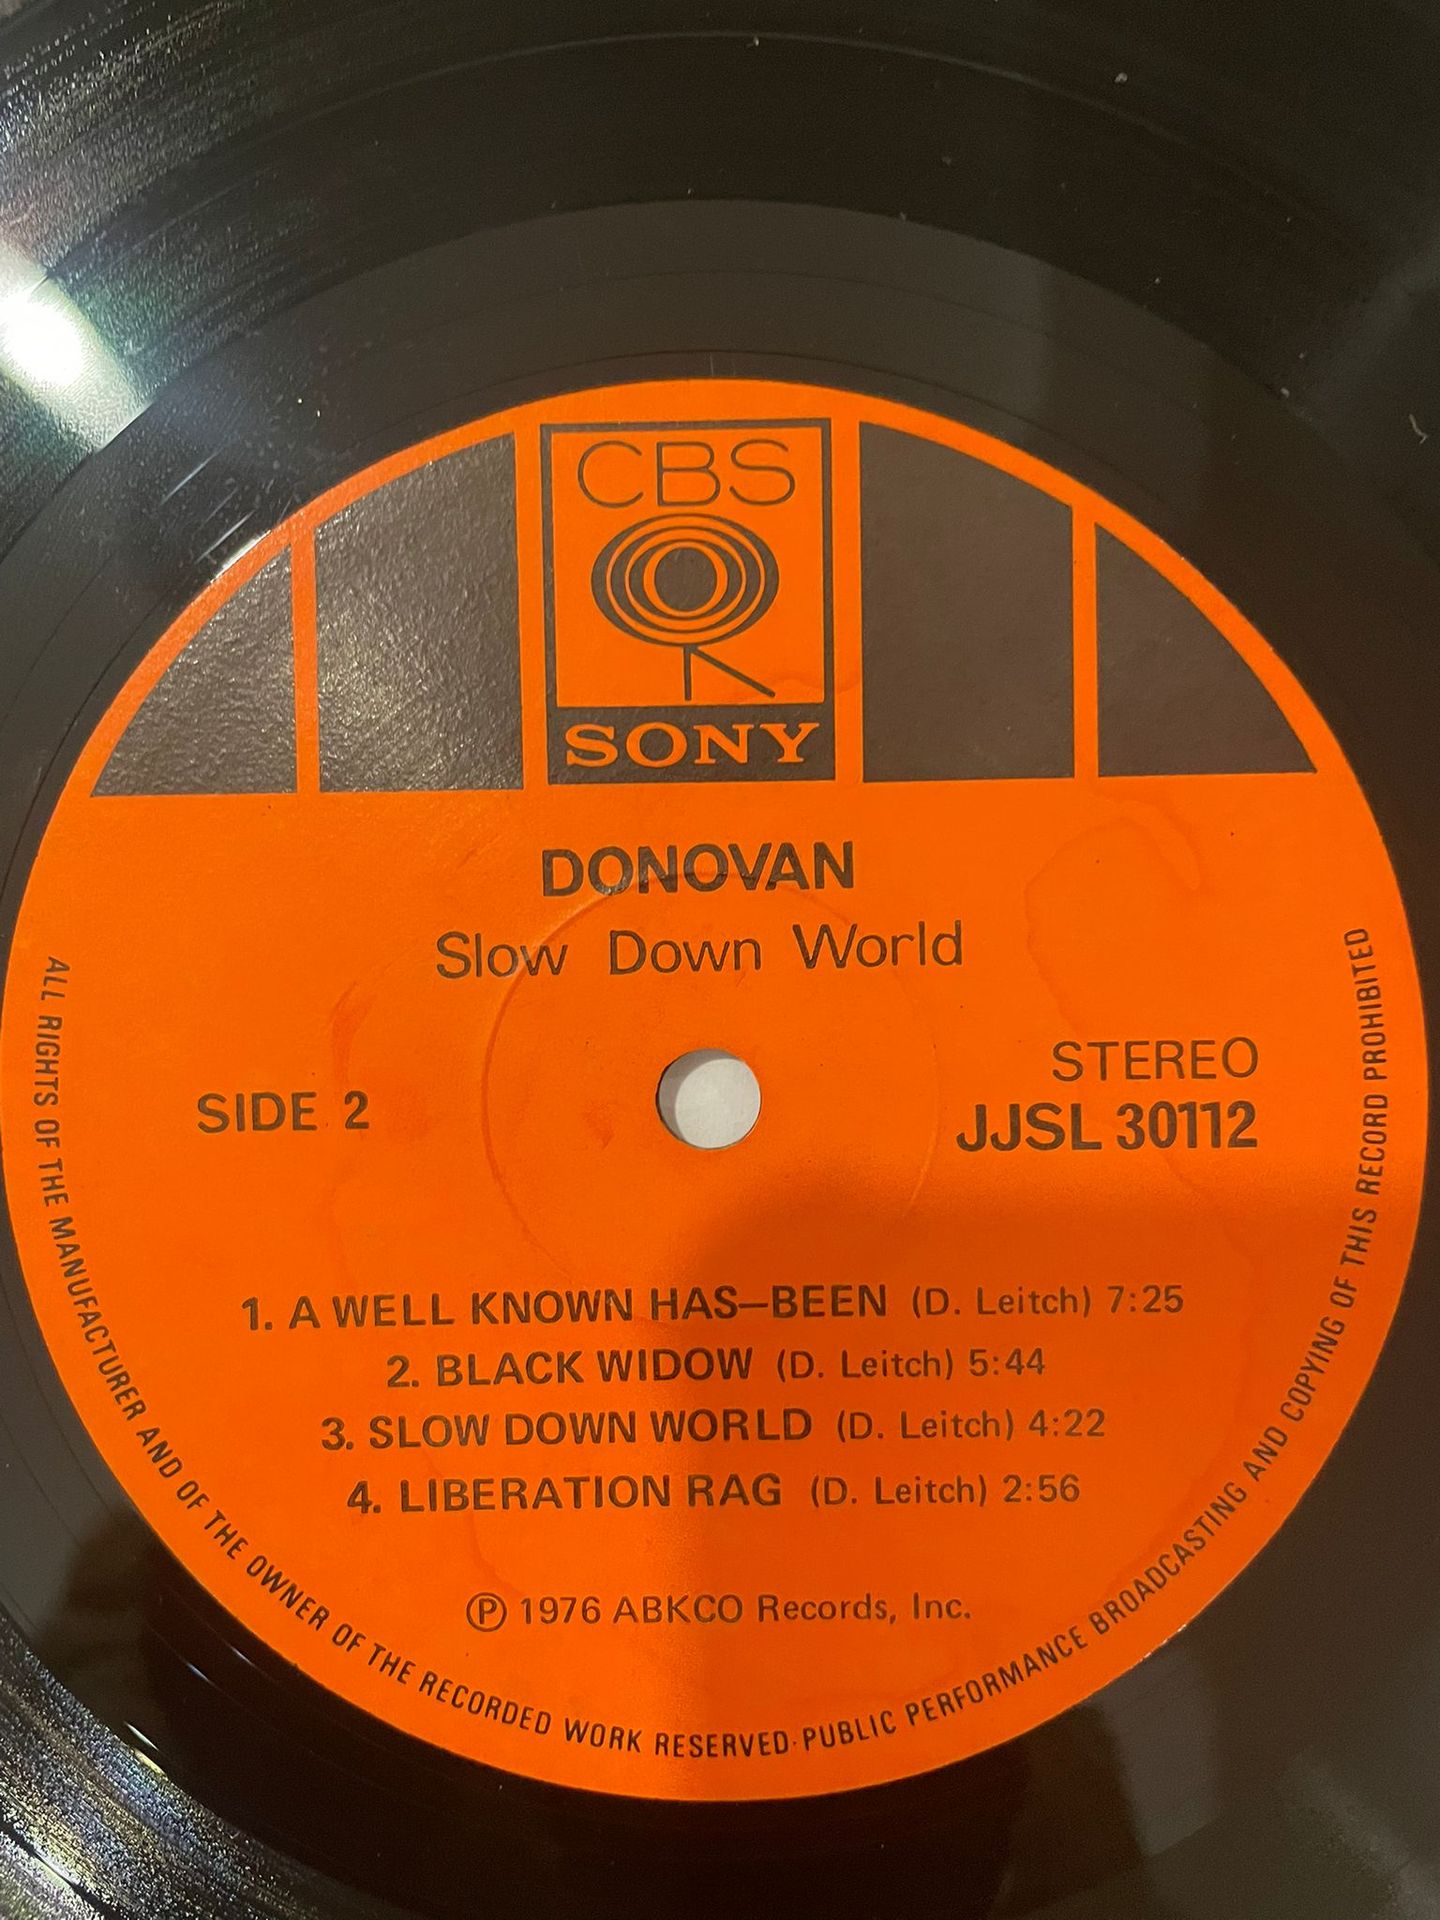 CBS
SONY
DONOVAN
Slow Down World
SIDE 2
STEREO
JJSL 30112
1. A WELL KNOWN HAS—BEEN (D. Leitch) 7:25
2. BLACK WIDOW (D. Leitch) 5:44
3. SLOW DOWN WORLD (D. Leitch) 4:22
4. LIBERATION RAG (D. Leitch) 2:56
℗ 1976 ABKCO Records, Inc.
ALL RIGHTS OF THE MANUFACTURER AND OF THE OWNER OF THE RECORDED WORK RESERVED·PUBLIC PERFORMANCE BROADCASTING AND COPYING OF THIS RECORD PROHIBITED